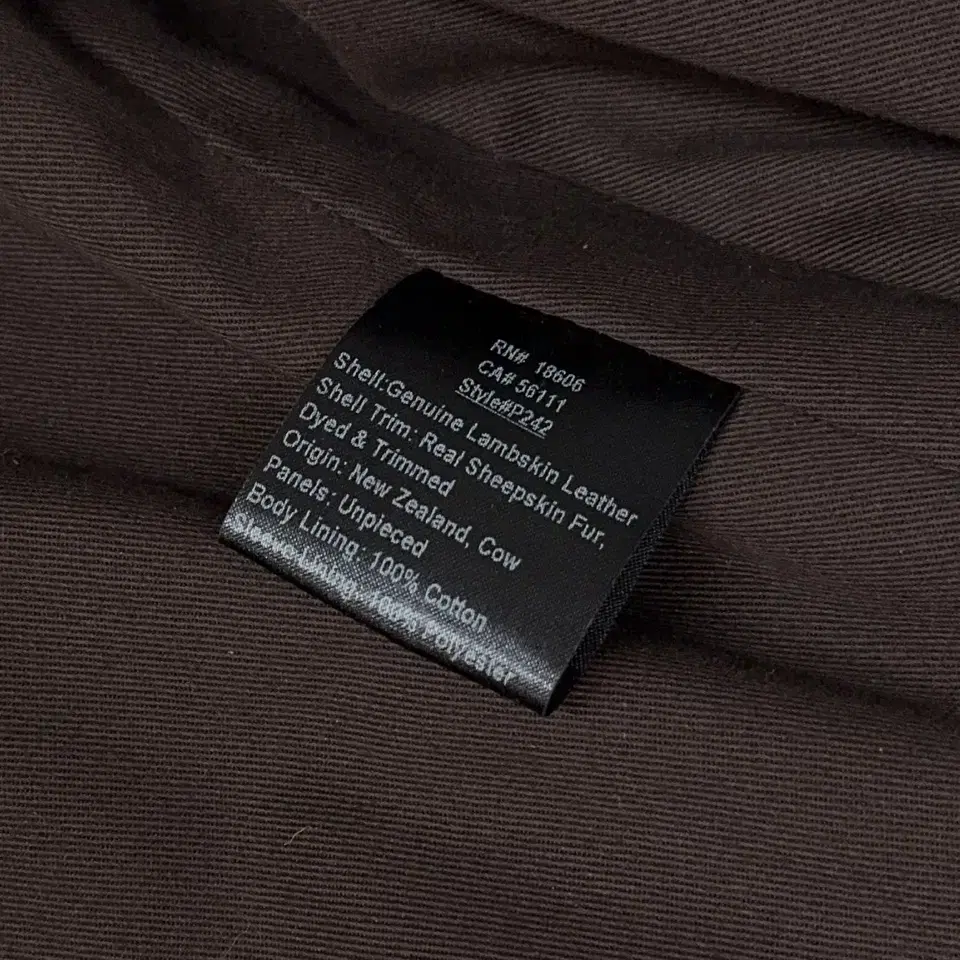 RN# 18606
CA# 56111
Style#P242
Shell:Genuine Lambskin Leather
Shell Trim: Real Sheepskin Fur,
Dyed & Trimmed
Origin: New Zealand, Cow
Panels: Unpieced
Body Lining: 100% Cotton
Sleeve Lining: 100% Polyester